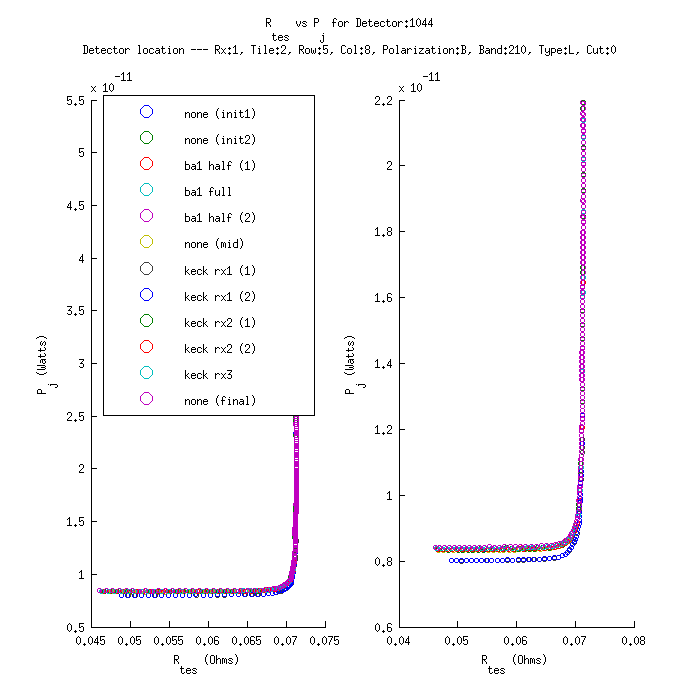 R_tes vs P_j for Detector:1044
Detector location --- Rx:1, Tile:2, Row:5, Col:8, Polarization:B, Band:210, Type:L, Cut:0
x 10^-11
5.5
5
4.5
4
3.5
3
2.5
2
1.5
1
0.5
P_j (Watts)
none (init1)
none (init2)
ba1 half (1)
ba1 full
ba1 half (2)
none (mid)
keck rx1 (1)
keck rx1 (2)
keck rx2 (1)
keck rx2 (2)
keck rx3
none (final)
0.045 0.05 0.055 0.06 0.065 0.07 0.075
R_tes (Ohms)
x 10^-11
2.2
2
1.8
1.6
1.4
1.2
1
0.8
0.6
P_j (Watts)
0.04 0.05 0.06 0.07 0.08
R_tes (Ohms)